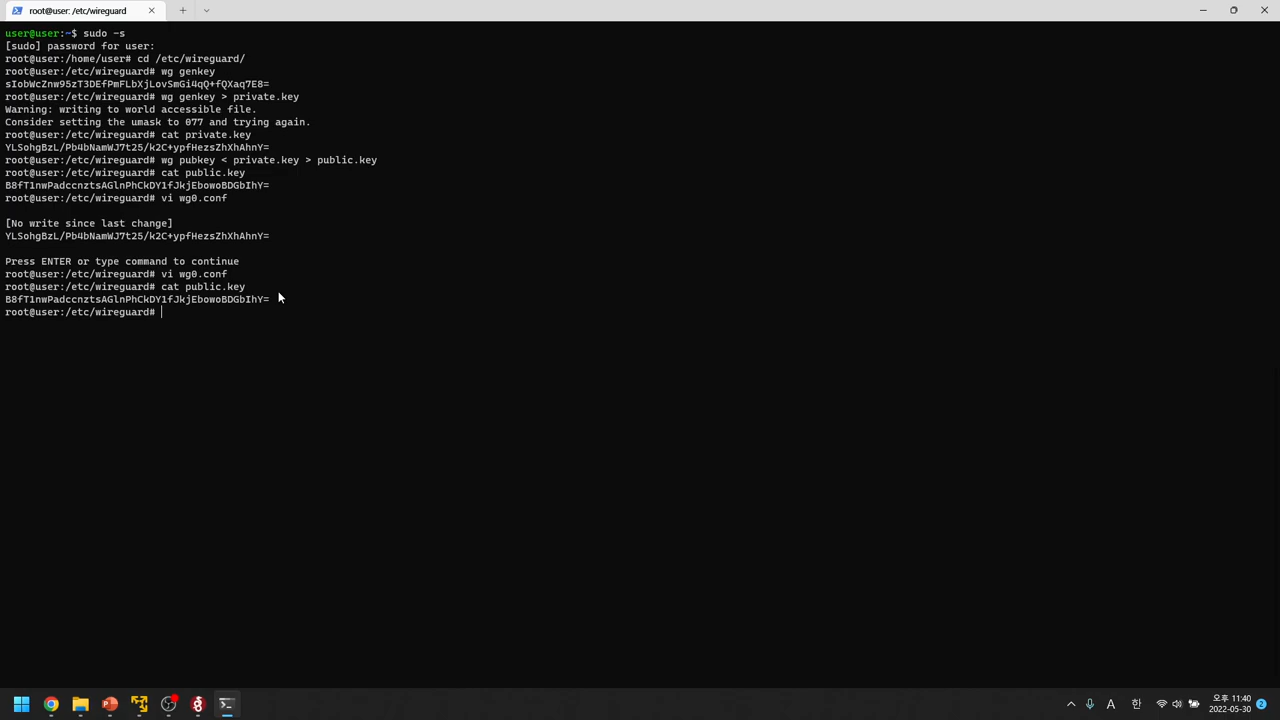 root@user: /etc/wireguard
user@user:~$ sudo -s
[sudo] password for user:
root@user:/home/user# cd /etc/wireguard/
root@user:/etc/wireguard# wg genkey
sIobWcZnw95zT3DEfPmFLbXjLovSmGi4qQ+fQXaq7E8=
root@user:/etc/wireguard# wg genkey > private.key
Warning: writing to world accessible file.
Consider setting the umask to 077 and trying again.
root@user:/etc/wireguard# cat private.key
YLSohgBzL/Pb4bNamWJ7t25/k2C+ypfHezsZhXhAhnY=
root@user:/etc/wireguard# wg pubkey < private.key > public.key
root@user:/etc/wireguard# cat public.key
B8fT1nwPadccnztsAGlnPhCkDY1fJkjEbowoBDGbIhY=
root@user:/etc/wireguard# vi wg0.conf
[No write since last change]
YLSohgBzL/Pb4bNamWJ7t25/k2C+ypfHezsZhXhAhnY=
Press ENTER or type command to continue
root@user:/etc/wireguard# vi wg0.conf
root@user:/etc/wireguard# cat public.key
B8fT1nwPadccnztsAGlnPhCkDY1fJkjEbowoBDGbIhY=
root@user:/etc/wireguard#
A 한 오후 11:40
2022-05-30 2